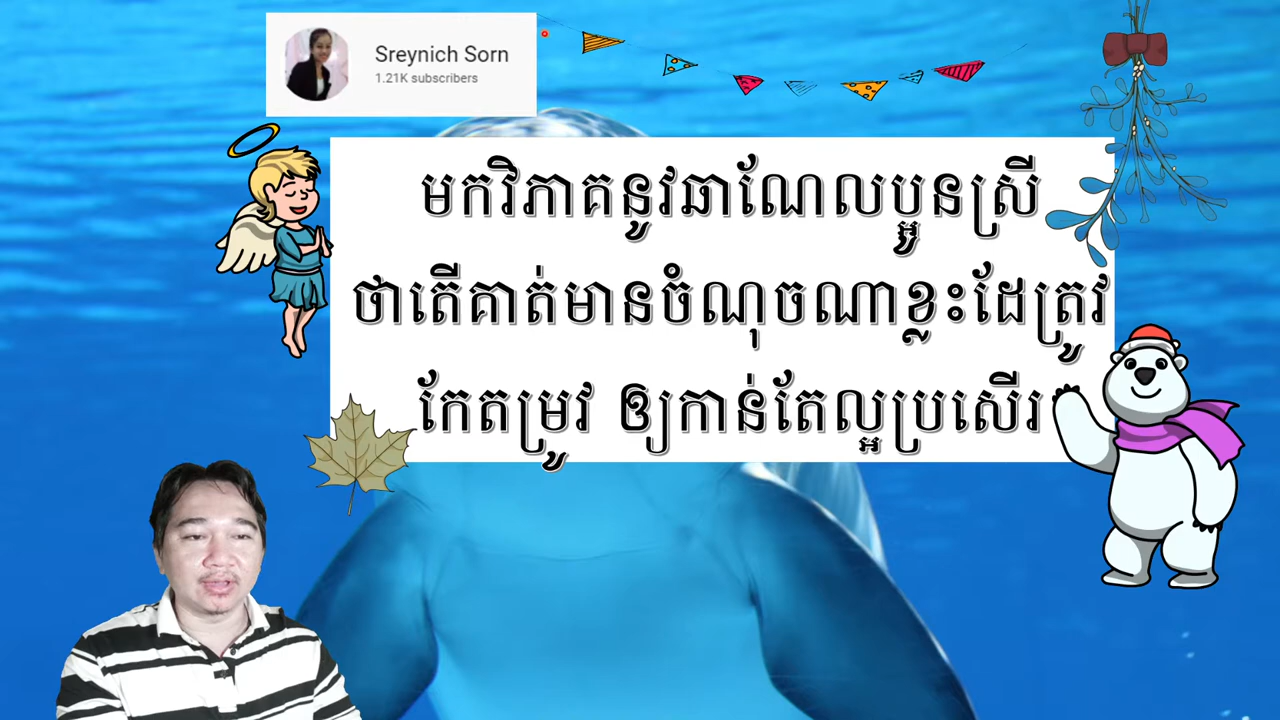 Sreynich Sorn
1.21K subscribers
មកវិភាគនូវឆាណែលប្អូនស្រី
ថាតើគាត់មានចំណុចណាខ្លះដែត្រូវ
កែតម្រូវ ឲ្យកាន់តែល្អប្រសើរ